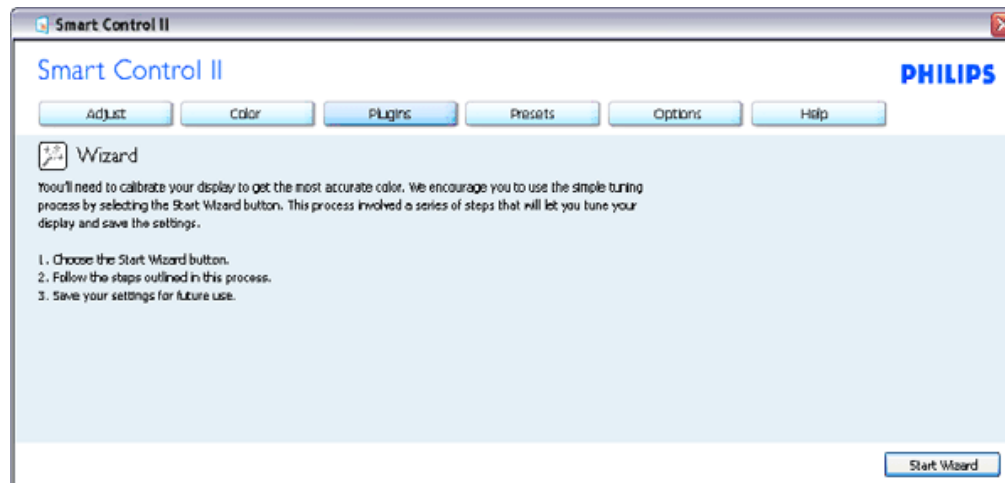 Smart Control II
Smart Control II
PHILIPS
Adjust
Color
Plugins
Presets
Options
Help
Wizard
Yoou'll need to calibrate your display to get the most accurate color. We encourage you to use the simple tuning
process by selecting the Start Wizard button. This process involved a series of steps that will let you tune your
display and save the settings.
1. Choose the Start Wizard button.
2. Follow the steps outlined in this process.
3. Save your settings for future use.
Start Wizard